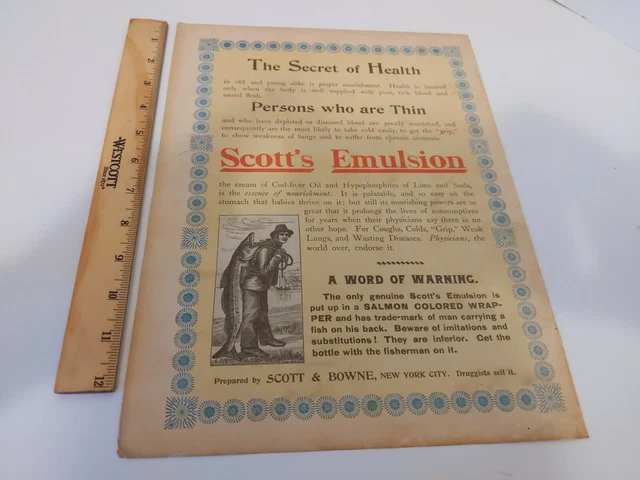 The Secret of Health
in old and young alike is proper nourishment. Health is insured
only when the body is well supplied with pure, rich blood and
sound flesh.
Persons who are Thin
and who have depleted or diseased blood are poorly nourished, and
consequently are the most likely to take cold easily, to get the "grip,"
to show weakness of lungs and to suffer from chronic ailments.
Scott's Emulsion
the cream of Cod-liver Oil and Hypophosphites of Lime and Soda,
is the essence of nourishment. It is palatable, and so easy on the
stomach that babies thrive on it; but still its nourishing powers are so
great that it prolongs the lives of consumptives
for years when their physicians say there is no
other hope. For Coughs, Colds, "Grip," Weak
Lungs, and Wasting Diseases. Physicians, the
world over, endorse it.
A WORD OF WARNING.
The only genuine Scott's Emulsion is
put up in a SALMON COLORED WRAP-
PER and has trade-mark of man carrying a
fish on his back. Beware of imitations and
substitutions! They are inferior. Get the
bottle with the fisherman on it.
Prepared by SCOTT & BOWNE, NEW YORK CITY. Druggists sell it.
WESTCOTT
1
2
3
4
5
6
7
8
9
10
11
12